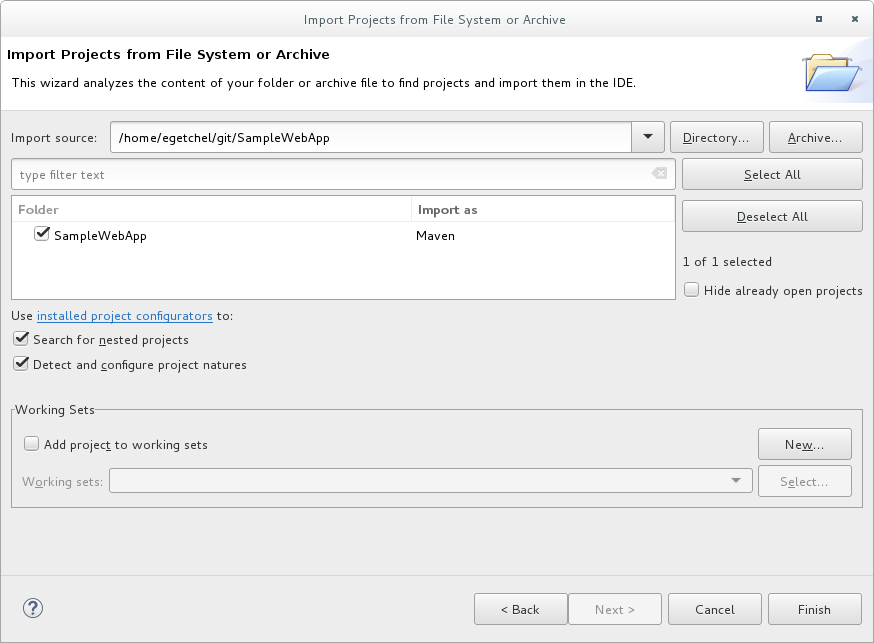 Import Projects from File System or Archive
Import Projects from File System or Archive
This wizard analyzes the content of your folder or archive file to find projects and import them in the IDE.
Import source: /home/egetchel/git/SampleWebApp Directory... Archive...
type filter text Select All
Folder Import as
Deselect All
SampleWebApp Maven
1 of 1 selected
Hide already open projects
Use installed project configurators to:
Search for nested projects
Detect and configure project natures
Working Sets
Add project to working sets New...
Working sets: Select...
? < Back Next > Cancel Finish